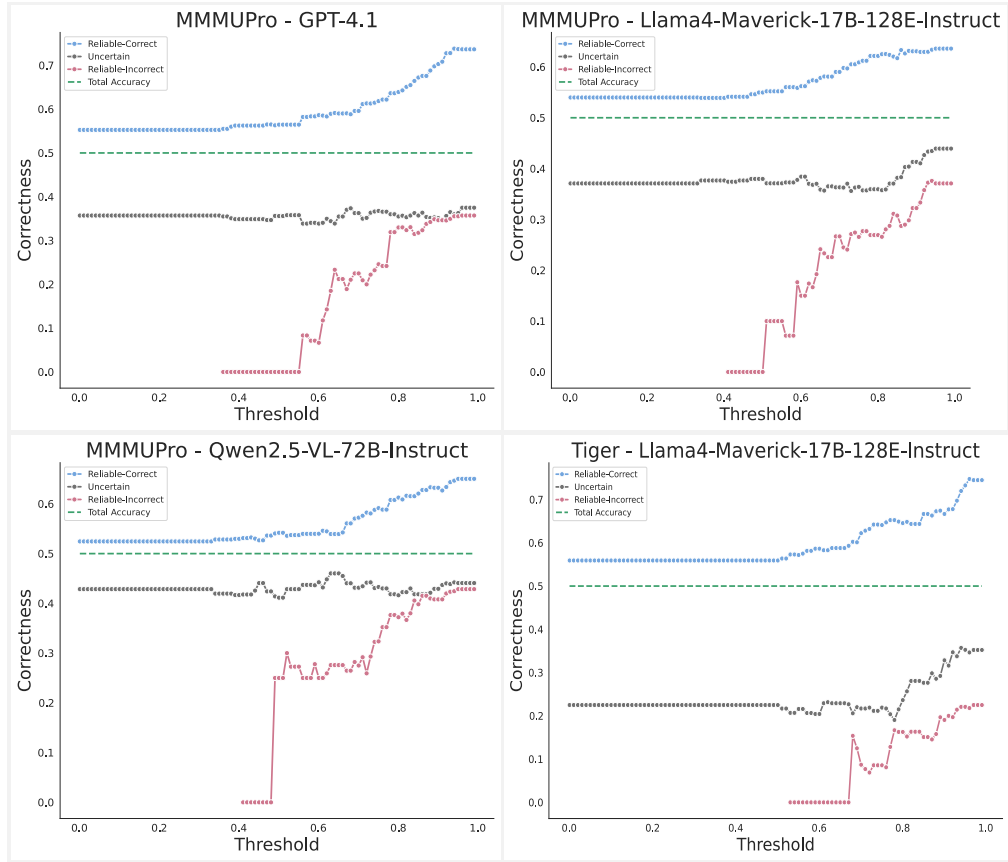 MMMUPro - GPT-4.1
Reliable-Correct
Uncertain
Reliable-Incorrect
Total Accuracy
Correctness
0.7
0.6
0.5
0.4
0.3
0.2
0.1
0.0
0.0 0.2 0.4 0.6 0.8 1.0
Threshold
MMMUPro - Llama4-Maverick-17B-128E-Instruct
Reliable-Correct
Uncertain
Reliable-Incorrect
Total Accuracy
Correctness
0.6
0.5
0.4
0.3
0.2
0.1
0.0
0.0 0.2 0.4 0.6 0.8 1.0
Threshold
MMMUPro - Qwen2.5-VL-72B-Instruct
Reliable-Correct
Uncertain
Reliable-Incorrect
Total Accuracy
Correctness
0.6
0.5
0.4
0.3
0.2
0.1
0.0
0.0 0.2 0.4 0.6 0.8 1.0
Threshold
Tiger - Llama4-Maverick-17B-128E-Instruct
Reliable-Correct
Uncertain
Reliable-Incorrect
Total Accuracy
Correctness
0.7
0.6
0.5
0.4
0.3
0.2
0.1
0.0
0.0 0.2 0.4 0.6 0.8 1.0
Threshold